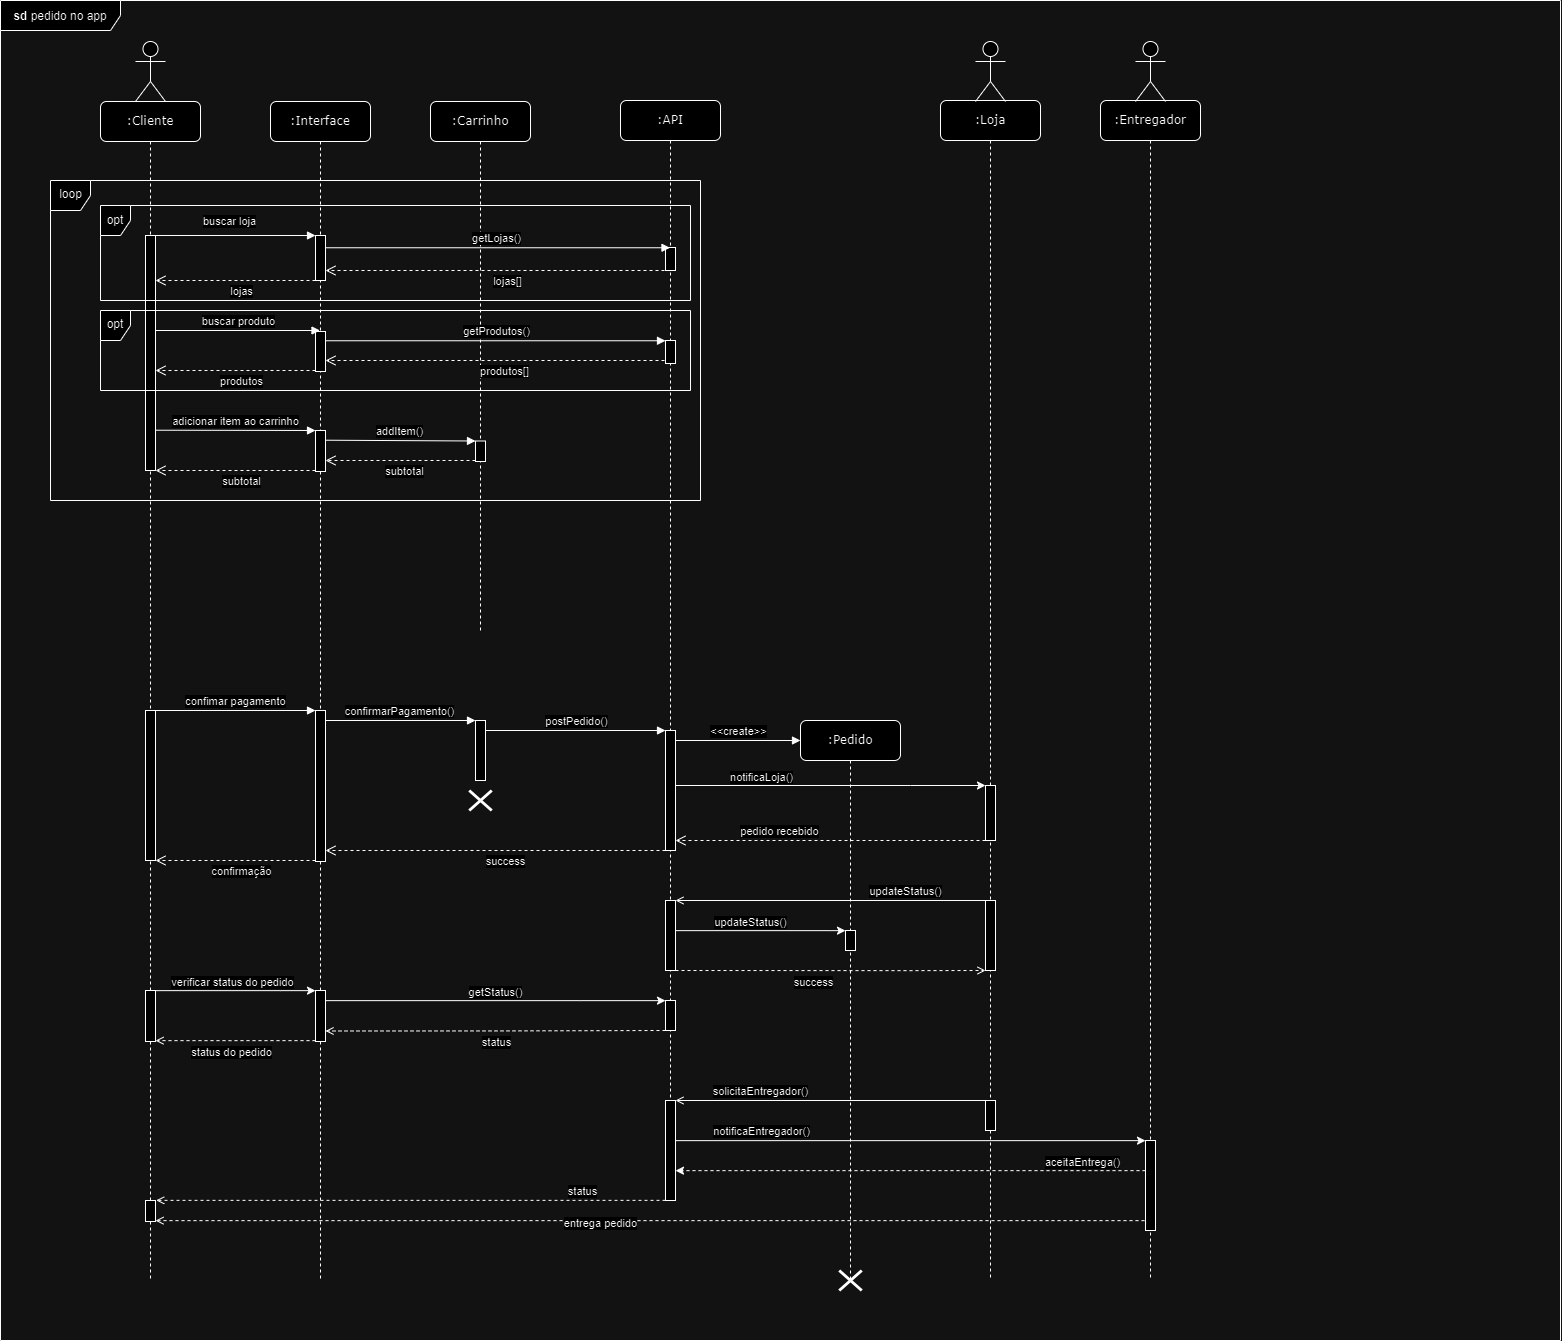 sd pedido no app
:Cliente
:Interface
:Carrinho
:API
:Loja
:Entregador
loop
opt
buscar loja
getLojas()
lojas[]
lojas
opt
buscar produto
getProdutos()
produtos[]
produtos
adicionar item ao carrinho
addItem()
subtotal
subtotal
confimar pagamento
confirmarPagamento()
postPedido()
<<create>>
:Pedido
notificaLoja()
pedido recebido
success
confirmação
updateStatus()
updateStatus()
success
verificar status do pedido
getStatus()
status
status do pedido
solicitaEntregador()
notificaEntregador()
aceitaEntrega()
status
entrega pedido